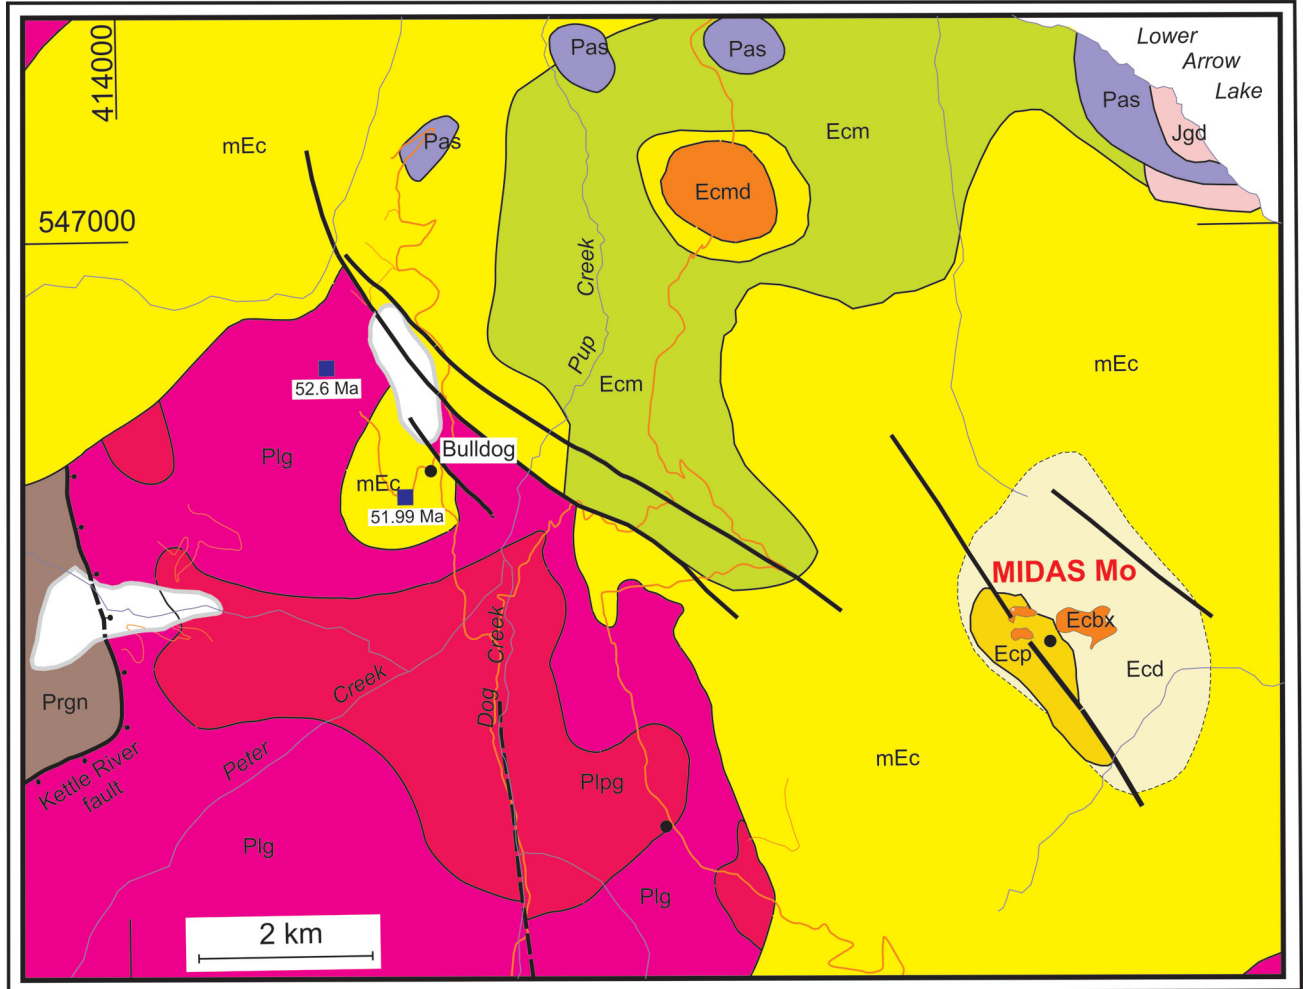 414000
Pas
Pas
Lower
Arrow
Lake
Pas
Jgd
mEc
Pas
Ecm
Ecmd
547000
Creek
Pup
Ecm
mEc
52.6 Ma
Plg
Bulldog
mEc
51.99 Ma
MIDAS Mo
Ecbx
Ecp
Ecd
Prgn
Creek
Dog
Creek
Peter
Kettle River
fault
Plpg
mEc
Plg
Plg
2 km